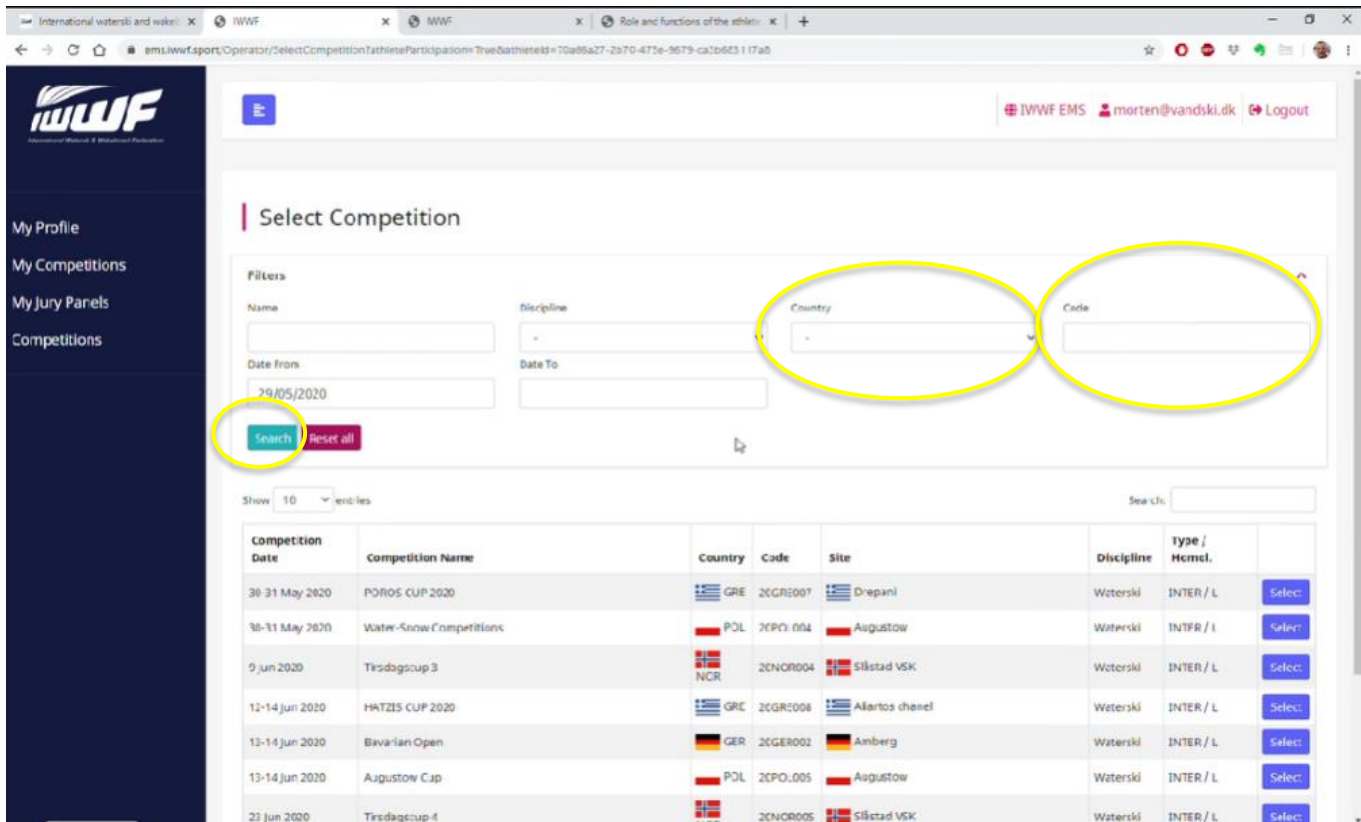 International waterski and wakeb
IWWF
IWWF
Role and functions of the athlete
ems.iwwf.sport/Operator/SelectCompetition?athleteParticipation=True&athleteId=
IWWF
International Waterski & Wakeboard Federation
IWWF EMS morten@vandski.dk Logout
My Profile
My Competitions
My Jury Panels
Competitions
Select Competition
Filters
Name Discipline Country Code
- -
Date From Date To
29/05/2020
Search Reset all
Show 10 entries Search:
Competition Date Competition Name Country Code Site Discipline Type / Homol.
30-31 May 2020 POROS CUP 2020 GRE 20GRE007 Drepani Waterski INTER / L Select
30-31 May 2020 Water-Snow Competitions POL 20POL004 Augustow Waterski INTER / L Select
9 Jun 2020 Tirsdagscup 3 NOR 20NOR004 Slåstad VSK Waterski INTER / L Select
12-14 Jun 2020 HATZIS CUP 2020 GRE 20GRE008 Aliartos chanel Waterski INTER / L Select
13-14 Jun 2020 Bavarian Open GER 20GER002 Amberg Waterski INTER / L Select
13-14 Jun 2020 Augustow Cup POL 20POL005 Augustow Waterski INTER / L Select
23 Jun 2020 Tirsdagscup 4 20NOR005 Slåstad VSK Waterski INTER / L Select